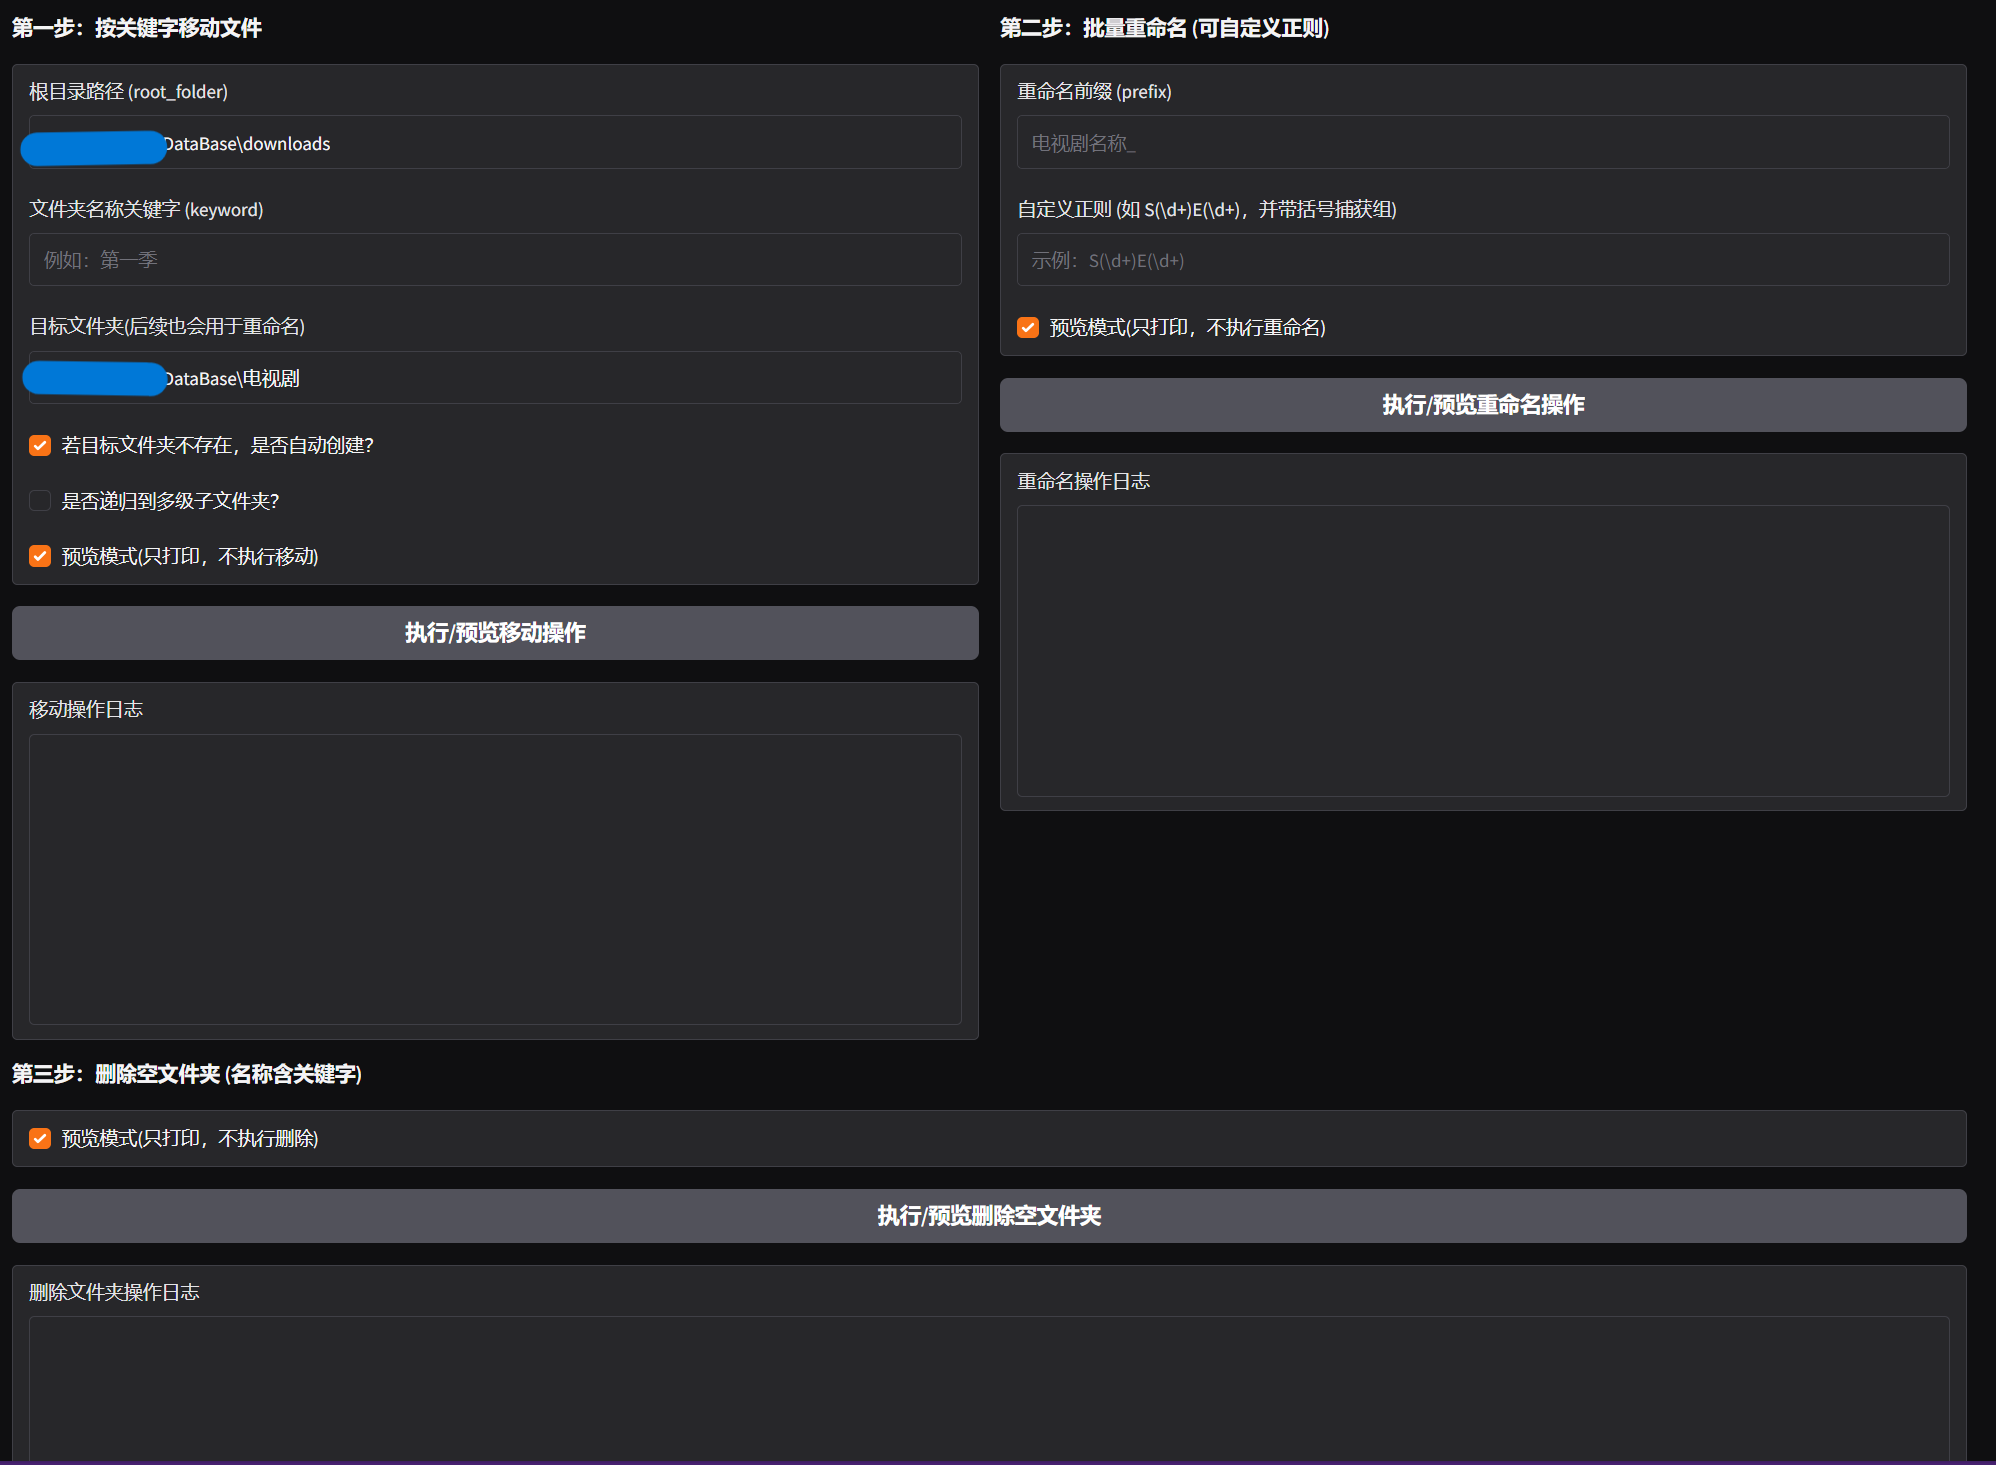 第一步：按关键字移动文件
根目录路径 (root_folder)
DataBase\downloads
文件夹名称关键字 (keyword)
例如：第一季
目标文件夹(后续也会用于重命名)
DataBase\电视剧
若目标文件夹不存在，是否自动创建?
是否递归到多级子文件夹?
预览模式(只打印，不执行移动)
执行/预览移动操作
移动操作日志
第二步：批量重命名 (可自定义正则)
重命名前缀 (prefix)
电视剧名称_
自定义正则 (如 S(\d+)E(\d+)，并带括号捕获组)
示例：S(\d+)E(\d+)
预览模式(只打印，不执行重命名)
执行/预览重命名操作
重命名操作日志
第三步：删除空文件夹 (名称含关键字)
预览模式(只打印，不执行删除)
执行/预览删除空文件夹
删除文件夹操作日志